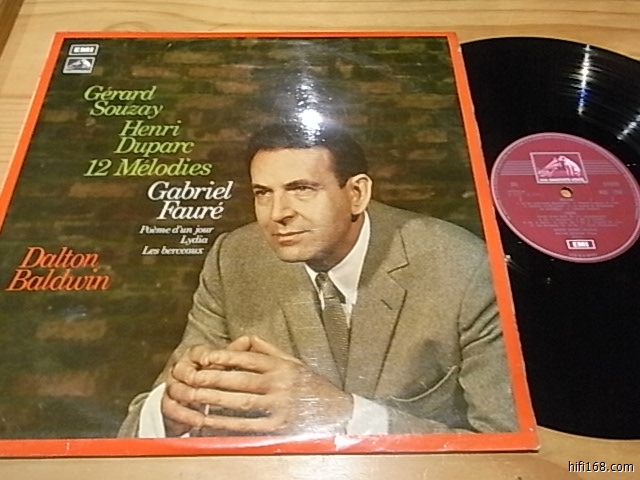 EMI
Gérard
Souzay
Henri
Duparc
12 Mélodies
Gabriel
Fauré
Poème d'un jour
Lydia
Les berceaux
Dalton
Baldwin
EMI
hifi168.com